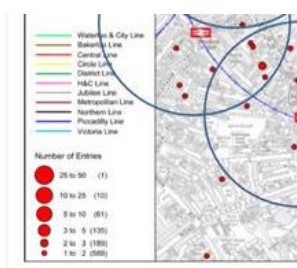 Waterloo & City Line
Bakerloo Line
Central Line
Circle Line
District Line
H&C Line
Jubilee Line
Metropolitan Line
Northern Line
Piccadilly Line
Victoria Line
Number of Entries
25 to 50 (1)
10 to 25 (10)
5 to 10 (61)
3 to 5 (135)
2 to 3 (189)
1 to 2 (588)